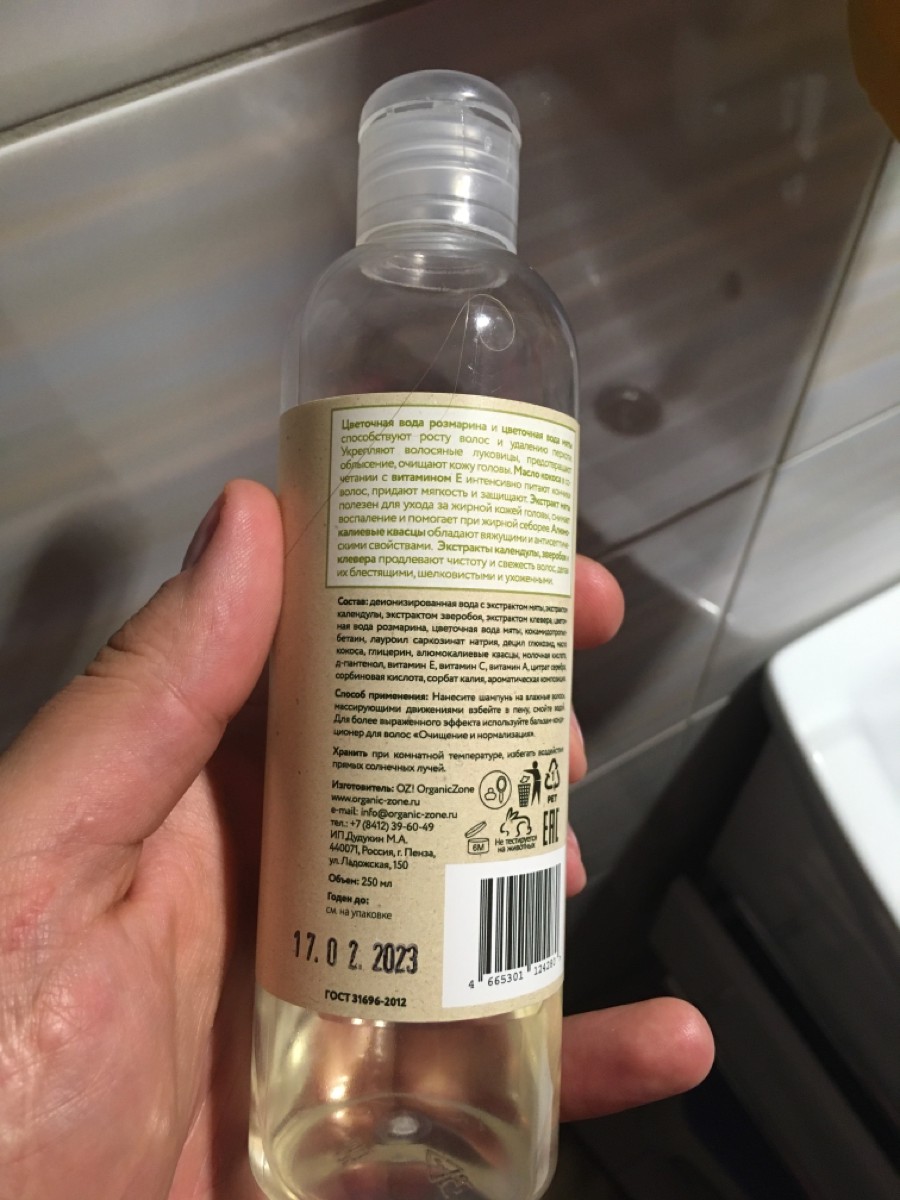 Цветочная вода розмарина и цветочная вода мяты
способствуют росту волос и удалению перхоти.
Укрепляют волосяные луковицы, предотвращают
облысение, очищают кожу головы. Масло кокоса в со-
четании с витамином Е интенсивно питают кончики
волос, придают мягкость и защищают. Экстракт мяты
полезен для ухода за жирной кожей головы, снимает
воспаление и помогает при жирной себорее. Алюмо-
калиевые квасцы обладают вяжущими и антисептиче-
скими свойствами. Экстракты календулы, зверобоя и
клевера продлевают чистоту и свежесть волос, делая
их блестящими, шелковистыми и ухоженными.
Состав: деионизированная вода с экстрактом мяты, экстрактом
календулы, экстрактом зверобоя, экстрактом клевера, цветоч-
ная вода розмарина, цветочная вода мяты, кокамидопропил-
бетаин, лауроил саркозинат натрия, децил глюкозид, масло
кокоса, глицерин, алюмокалиевые квасцы, молочная кислота,
д-пантенол, витамин Е, витамин С, витамин А, цитрат серебра,
сорбиновая кислота, сорбат калия, ароматическая композиция.
Способ применения: Нанесите шампунь на влажные волосы,
массирующими движениями взбейте в пену, смойте водой.
Для более выраженного эффекта используйте бальзам-конди-
ционер для волос «Очищение и нормализация».
Хранить при комнатной температуре, избегать воздействия
прямых солнечных лучей.
Изготовитель: OZ! OrganicZone
www.organic-zone.ru
e-mail: info@organic-zone.ru
тел.: +7 (8412) 39-60-49
ИП Дудукин М.А.
440071, Россия, г. Пенза,
ул. Ладожская, 150
Объем: 250 мл
Годен до:
см. на упаковке
17.02.2023
ГОСТ 31696-2012
1
PET
6M
Не тестируется
на животных
EAC
4 665301 124280